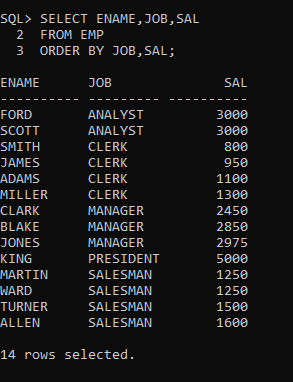 SQL> SELECT ENAME,JOB,SAL
2 FROM EMP
3 ORDER BY JOB,SAL;
ENAME JOB SAL
---------- --------- ----------
FORD ANALYST 3000
SCOTT ANALYST 3000
SMITH CLERK 800
JAMES CLERK 950
ADAMS CLERK 1100
MILLER CLERK 1300
CLARK MANAGER 2450
BLAKE MANAGER 2850
JONES MANAGER 2975
KING PRESIDENT 5000
MARTIN SALESMAN 1250
WARD SALESMAN 1250
TURNER SALESMAN 1500
ALLEN SALESMAN 1600
14 rows selected.